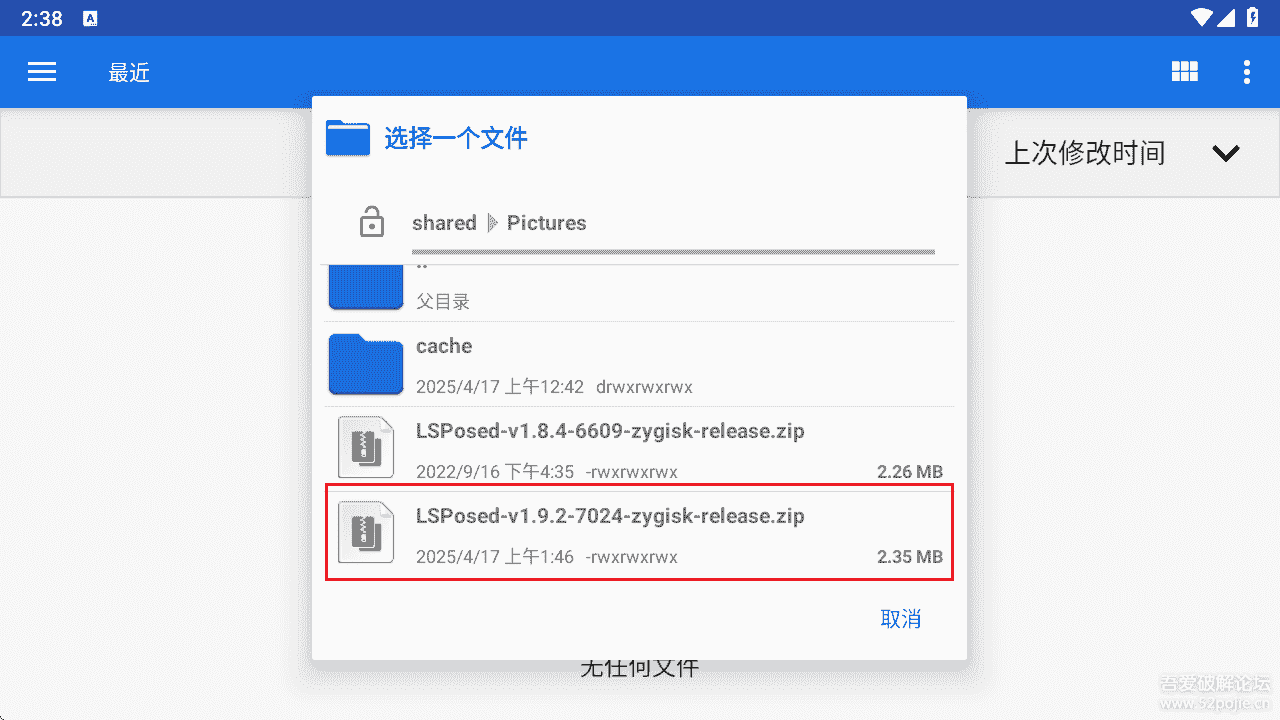 2:38
A
最近
选择一个文件
上次修改时间
shared Pictures
..
父目录
cache
2025/4/17 上午12:42 drwxrwxrwx
LSPosed-v1.8.4-6609-zygisk-release.zip
2022/9/16 下午4:35 -rwxrwxrwx 2.26 MB
LSPosed-v1.9.2-7024-zygisk-release.zip
2025/4/17 上午1:46 -rwxrwxrwx 2.35 MB
取消
无任何文件
吾爱破解论坛
www.52pojie.cn